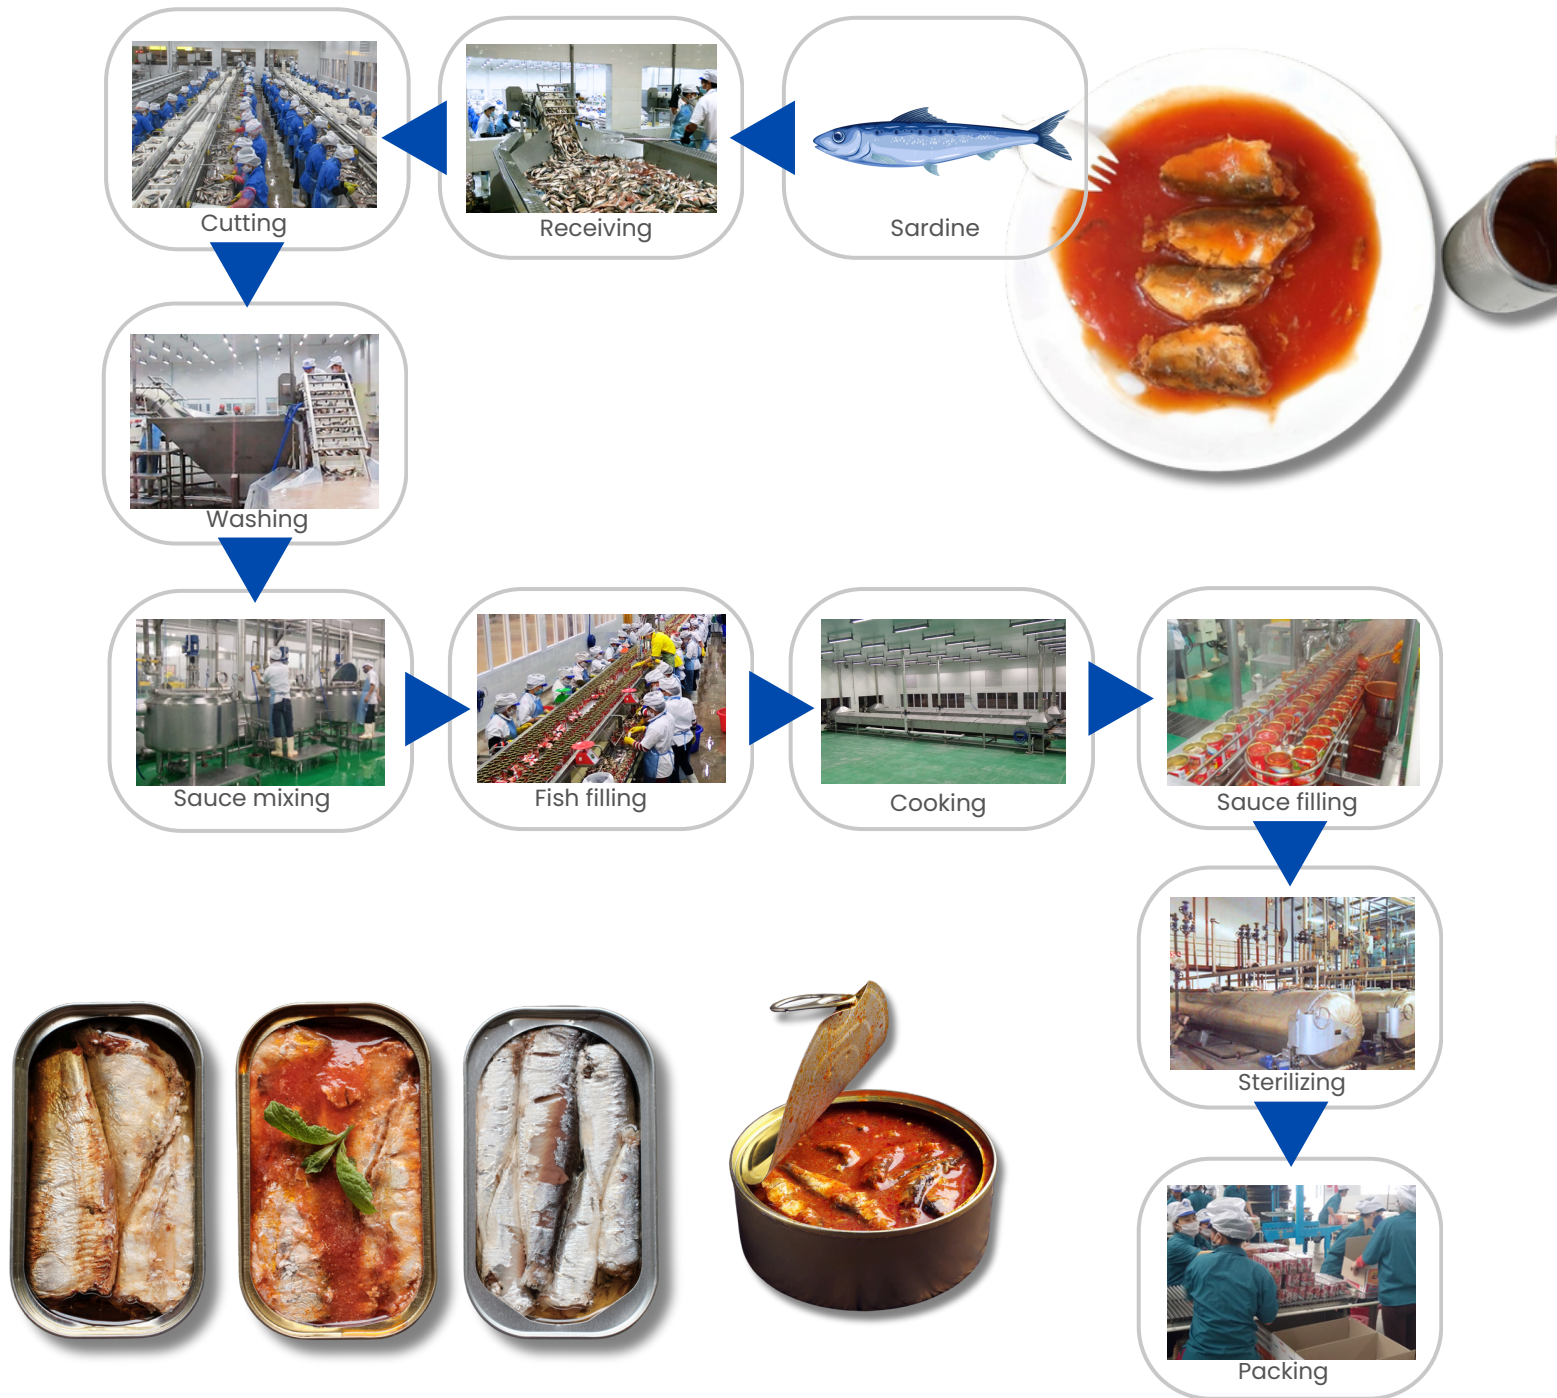 Sardine
Receiving
Cutting
Washing
Sauce mixing
Fish filling
Cooking
Sauce filling
Sterilizing
Packing